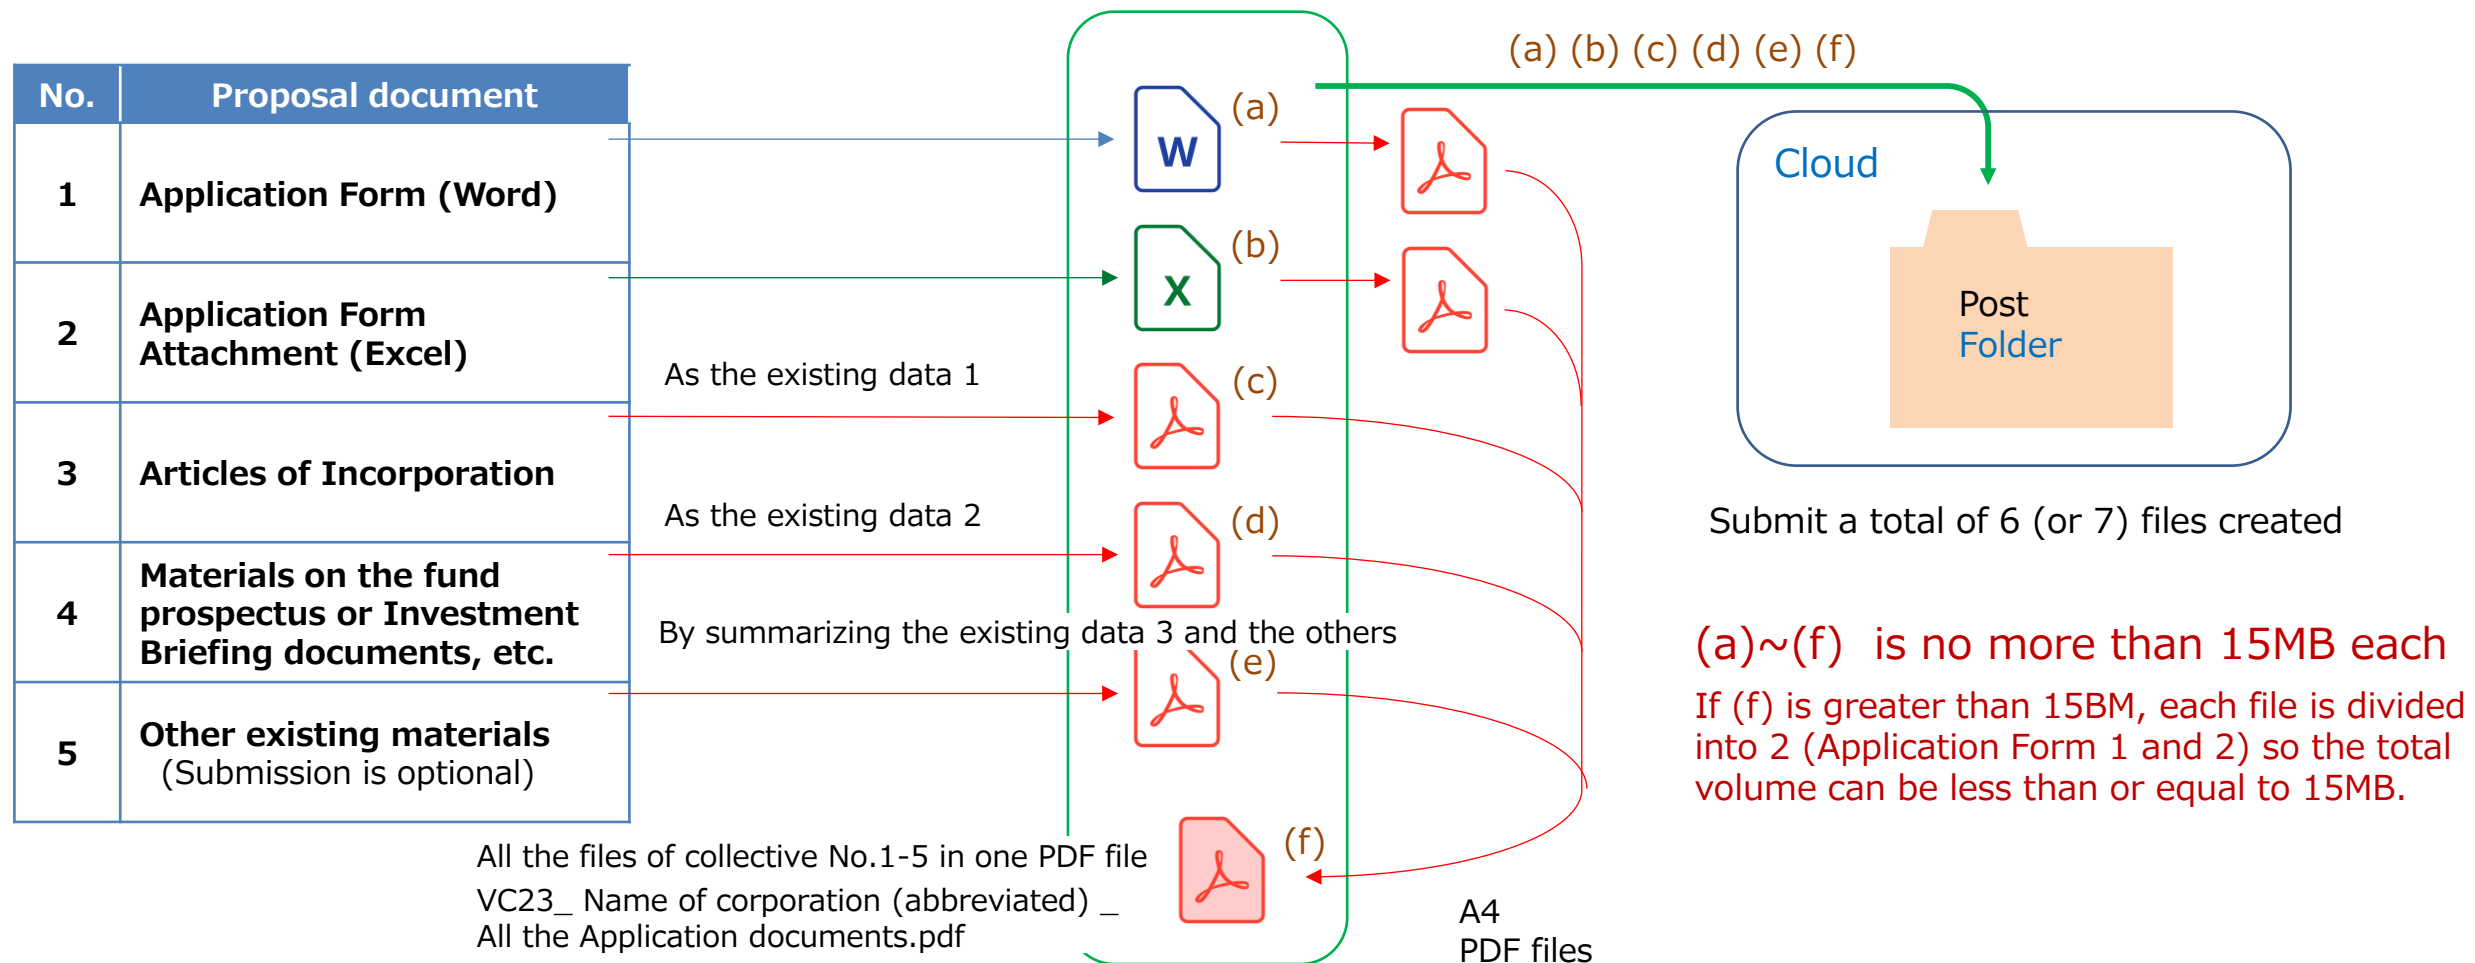 No. Proposal document
1 Application Form (Word)
2 Application Form
Attachment (Excel)
3 Articles of Incorporation
4 Materials on the fund
prospectus or Investment
Briefing documents, etc.
5 Other existing materials
(Submission is optional)
As the existing data 1
As the existing data 2
By summarizing the existing data 3 and the others
W
(a)
X
(b)
(c)
(d)
(e)
(f)
All the files of collective No.1-5 in one PDF file
VC23_ Name of corporation (abbreviated) _
All the Application documents.pdf
A4
PDF files
(a) (b) (c) (d) (e) (f)
Cloud
Post
Folder
Submit a total of 6 (or 7) files created
(a)~(f) is no more than 15MB each
If (f) is greater than 15BM, each file is divided
into 2 (Application Form 1 and 2) so the total
volume can be less than or equal to 15MB.